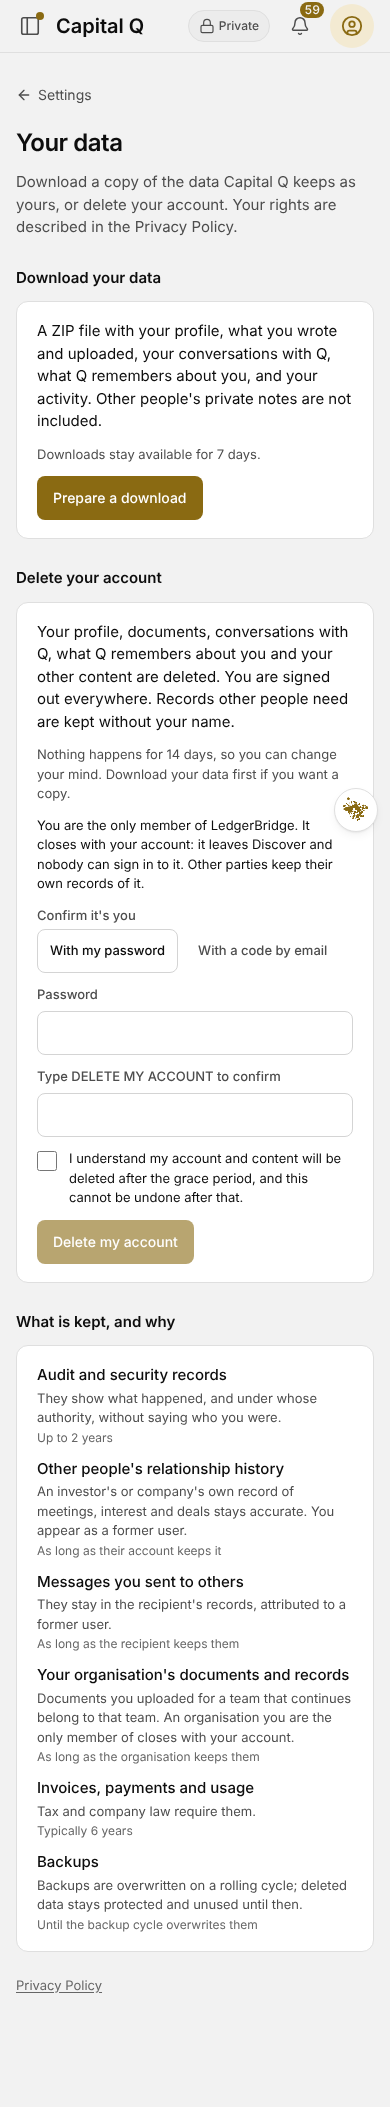 Capital Q
Private
59
Settings
Your data
Download a copy of the data Capital Q keeps as
yours, or delete your account. Your rights are
described in the Privacy Policy.
Download your data
A ZIP file with your profile, what you wrote
and uploaded, your conversations with Q,
what Q remembers about you, and your
activity. Other people's private notes are not
included.
Downloads stay available for 7 days.
Prepare a download
Delete your account
Your profile, documents, conversations with
Q, what Q remembers about you and your
other content are deleted. You are signed
out everywhere. Records other people need
are kept without your name.
Nothing happens for 14 days, so you can change
your mind. Download your data first if you want a
copy.
You are the only member of LedgerBridge. It
closes with your account: it leaves Discover and
nobody can sign in to it. Other parties keep their
own records of it.
Confirm it's you
With my password
With a code by email
Password
Type DELETE MY ACCOUNT to confirm
I understand my account and content will be
deleted after the grace period, and this
cannot be undone after that.
Delete my account
What is kept, and why
Audit and security records
They show what happened, and under whose
authority, without saying who you were.
Up to 2 years
Other people's relationship history
An investor's or company's own record of
meetings, interest and deals stays accurate. You
appear as a former user.
As long as their account keeps it
Messages you sent to others
They stay in the recipient's records, attributed to a
former user.
As long as the recipient keeps them
Your organisation's documents and records
Documents you uploaded for a team that continues
belong to that team. An organisation you are the
only member of closes with your account.
As long as the organisation keeps them
Invoices, payments and usage
Tax and company law require them.
Typically 6 years
Backups
Backups are overwritten on a rolling cycle; deleted
data stays protected and unused until then.
Until the backup cycle overwrites them
Privacy Policy